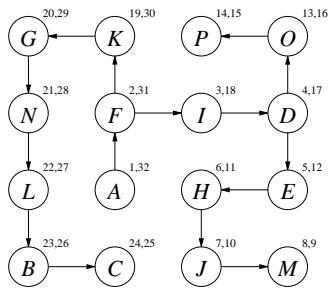 20,29 19,30 14,15 13,16
G K P O
21,28 2,31 3,18 4,17
N F I D
22,27 1,32 6,11 5,12
L A H E
23,26 24,25 7,10 8,9
B C J M